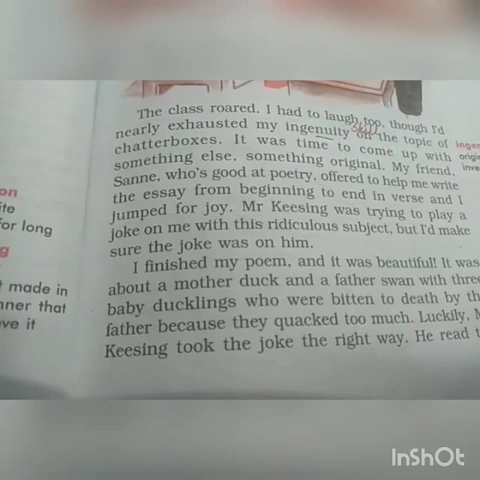 on
ite
for long
g
t made in
nner that
ve it
The class roared. I had to laugh, too, though I'd
nearly exhausted my ingenuity on the topic of
skill
chatterboxes. It was time to come up with
something else, something original. My friend,
Sanne, who's good at poetry, offered to help me write
the essay from beginning to end in verse and I
jumped for joy. Mr Keesing was trying to play a
joke on me with this ridiculous subject, but I'd make
sure the joke was on him.
I finished my poem, and it was beautiful! It was
about a mother duck and a father swan with three
baby ducklings who were bitten to death by th
father because they quacked too much. Luckily, M
Keesing took the joke the right way. He read t
ingen
origi
inve
InShOt